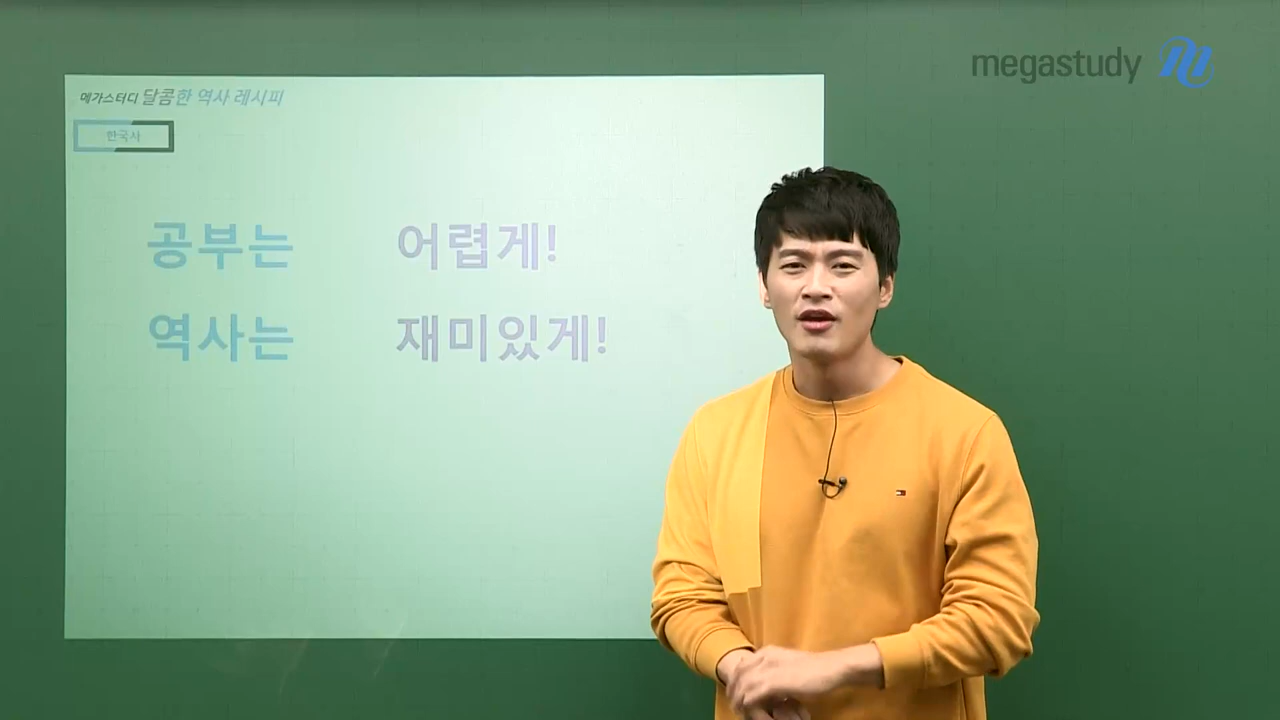 megastudy
메가스터디 달콤한 역사 레시피
한국사
공부는 어렵게!
역사는 재미있게!